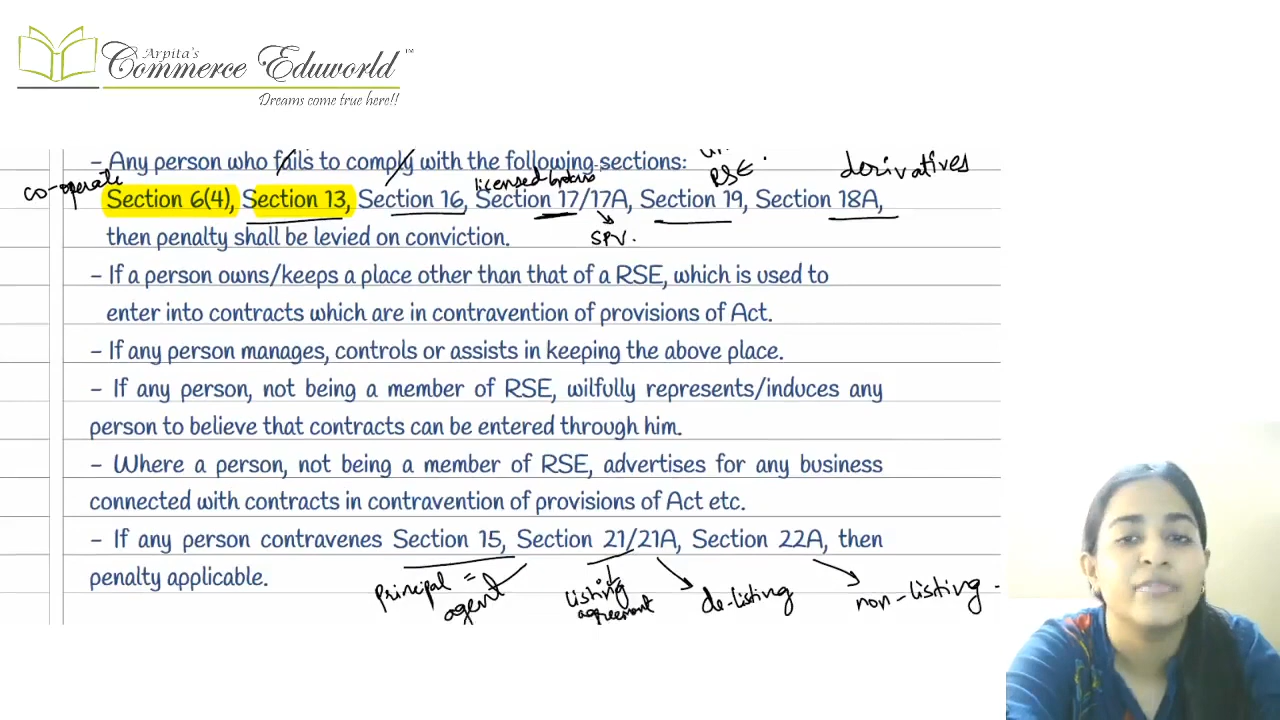 Arpita's
Commerce Eduworld™
Dreams come true here!!
- Any person who fails to comply with the following sections:
RSE.
derivatives
co-operate
licensed brokers
Section 6(4), Section 13, Section 16, Section 17/17A, Section 19, Section 18A,
then penalty shall be levied on conviction.
SPV.
- If a person owns/keeps a place other than that of a RSE, which is used to
enter into contracts which are in contravention of provisions of Act.
- If any person manages, controls or assists in keeping the above place.
- If any person, not being a member of RSE, wilfully represents/induces any
person to believe that contracts can be entered through him.
- Where a person, not being a member of RSE, advertises for any business
connected with contracts in contravention of provisions of Act etc.
- If any person contravenes Section 15, Section 21/21A, Section 22A, then
penalty applicable.
principal = agent
listing agreement
de-listing
non-listing.